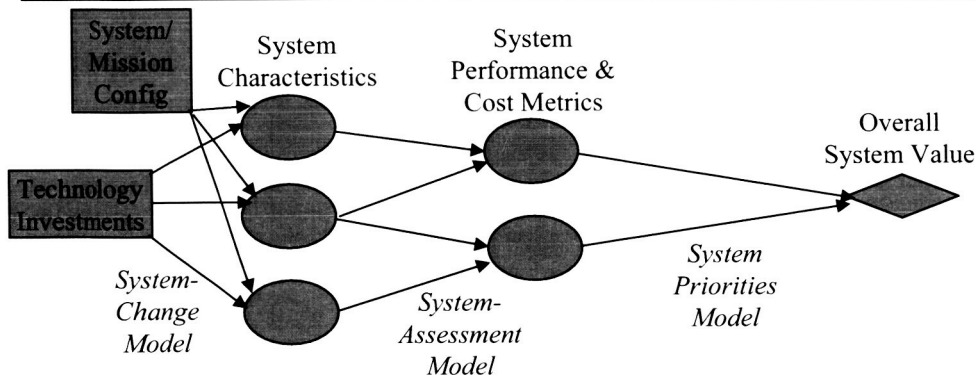 System/
Mission
Config
System
Characteristics
System
Performance &
Cost Metrics
Overall
System Value
Technology
Investments
System-
Change
Model
System-
Assessment
Model
System
Priorities
Model